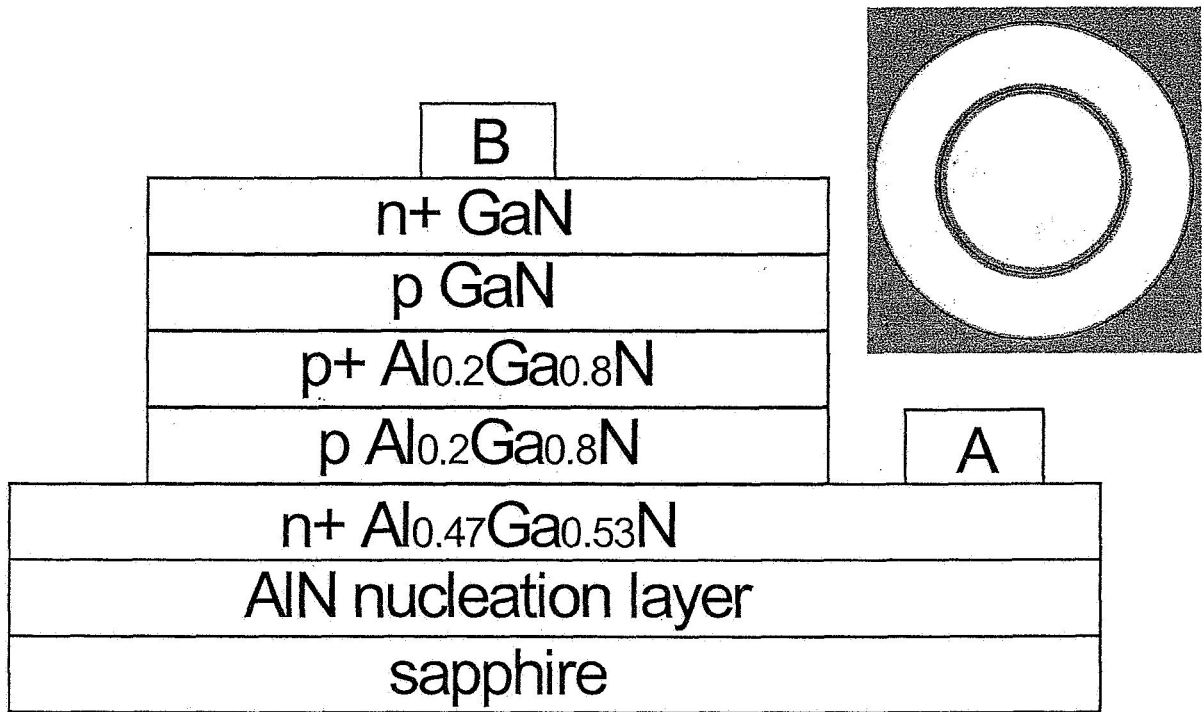 B
n+ GaN
p GaN
p+ Al0.2Ga0.8N
p Al0.2Ga0.8N
A
n+ Al0.47Ga0.53N
AlN nucleation layer
sapphire